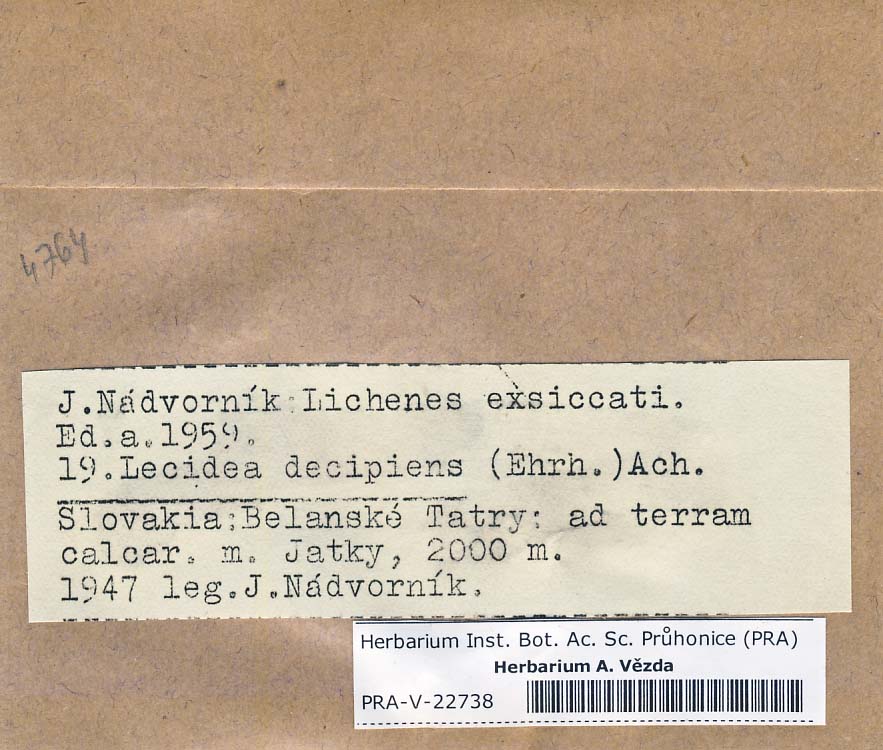 4764
J.Nádvorník:Lichenes exsiccati.
Ed.a.1959.
19.Lecidea decipiens (Ehrh.)Ach.
Slovakia;Belanské Tatry: ad terram
calcar. m. Jatky, 2000 m.
1947 leg.J.Nádvorník.
Herbarium Inst. Bot. Ac. Sc. Průhonice (PRA)
Herbarium A. Vězda
PRA-V-22738